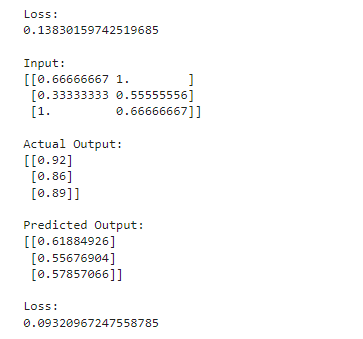 Loss:
0.13830159742519685
Input:
[[0.66666667 1.        ]
[0.33333333 0.55555556]
[1.         0.66666667]]
Actual Output:
[[0.92]
[0.86]
[0.89]]
Predicted Output:
[[0.61884926]
[0.55676904]
[0.57857066]]
Loss:
0.09320967247558785